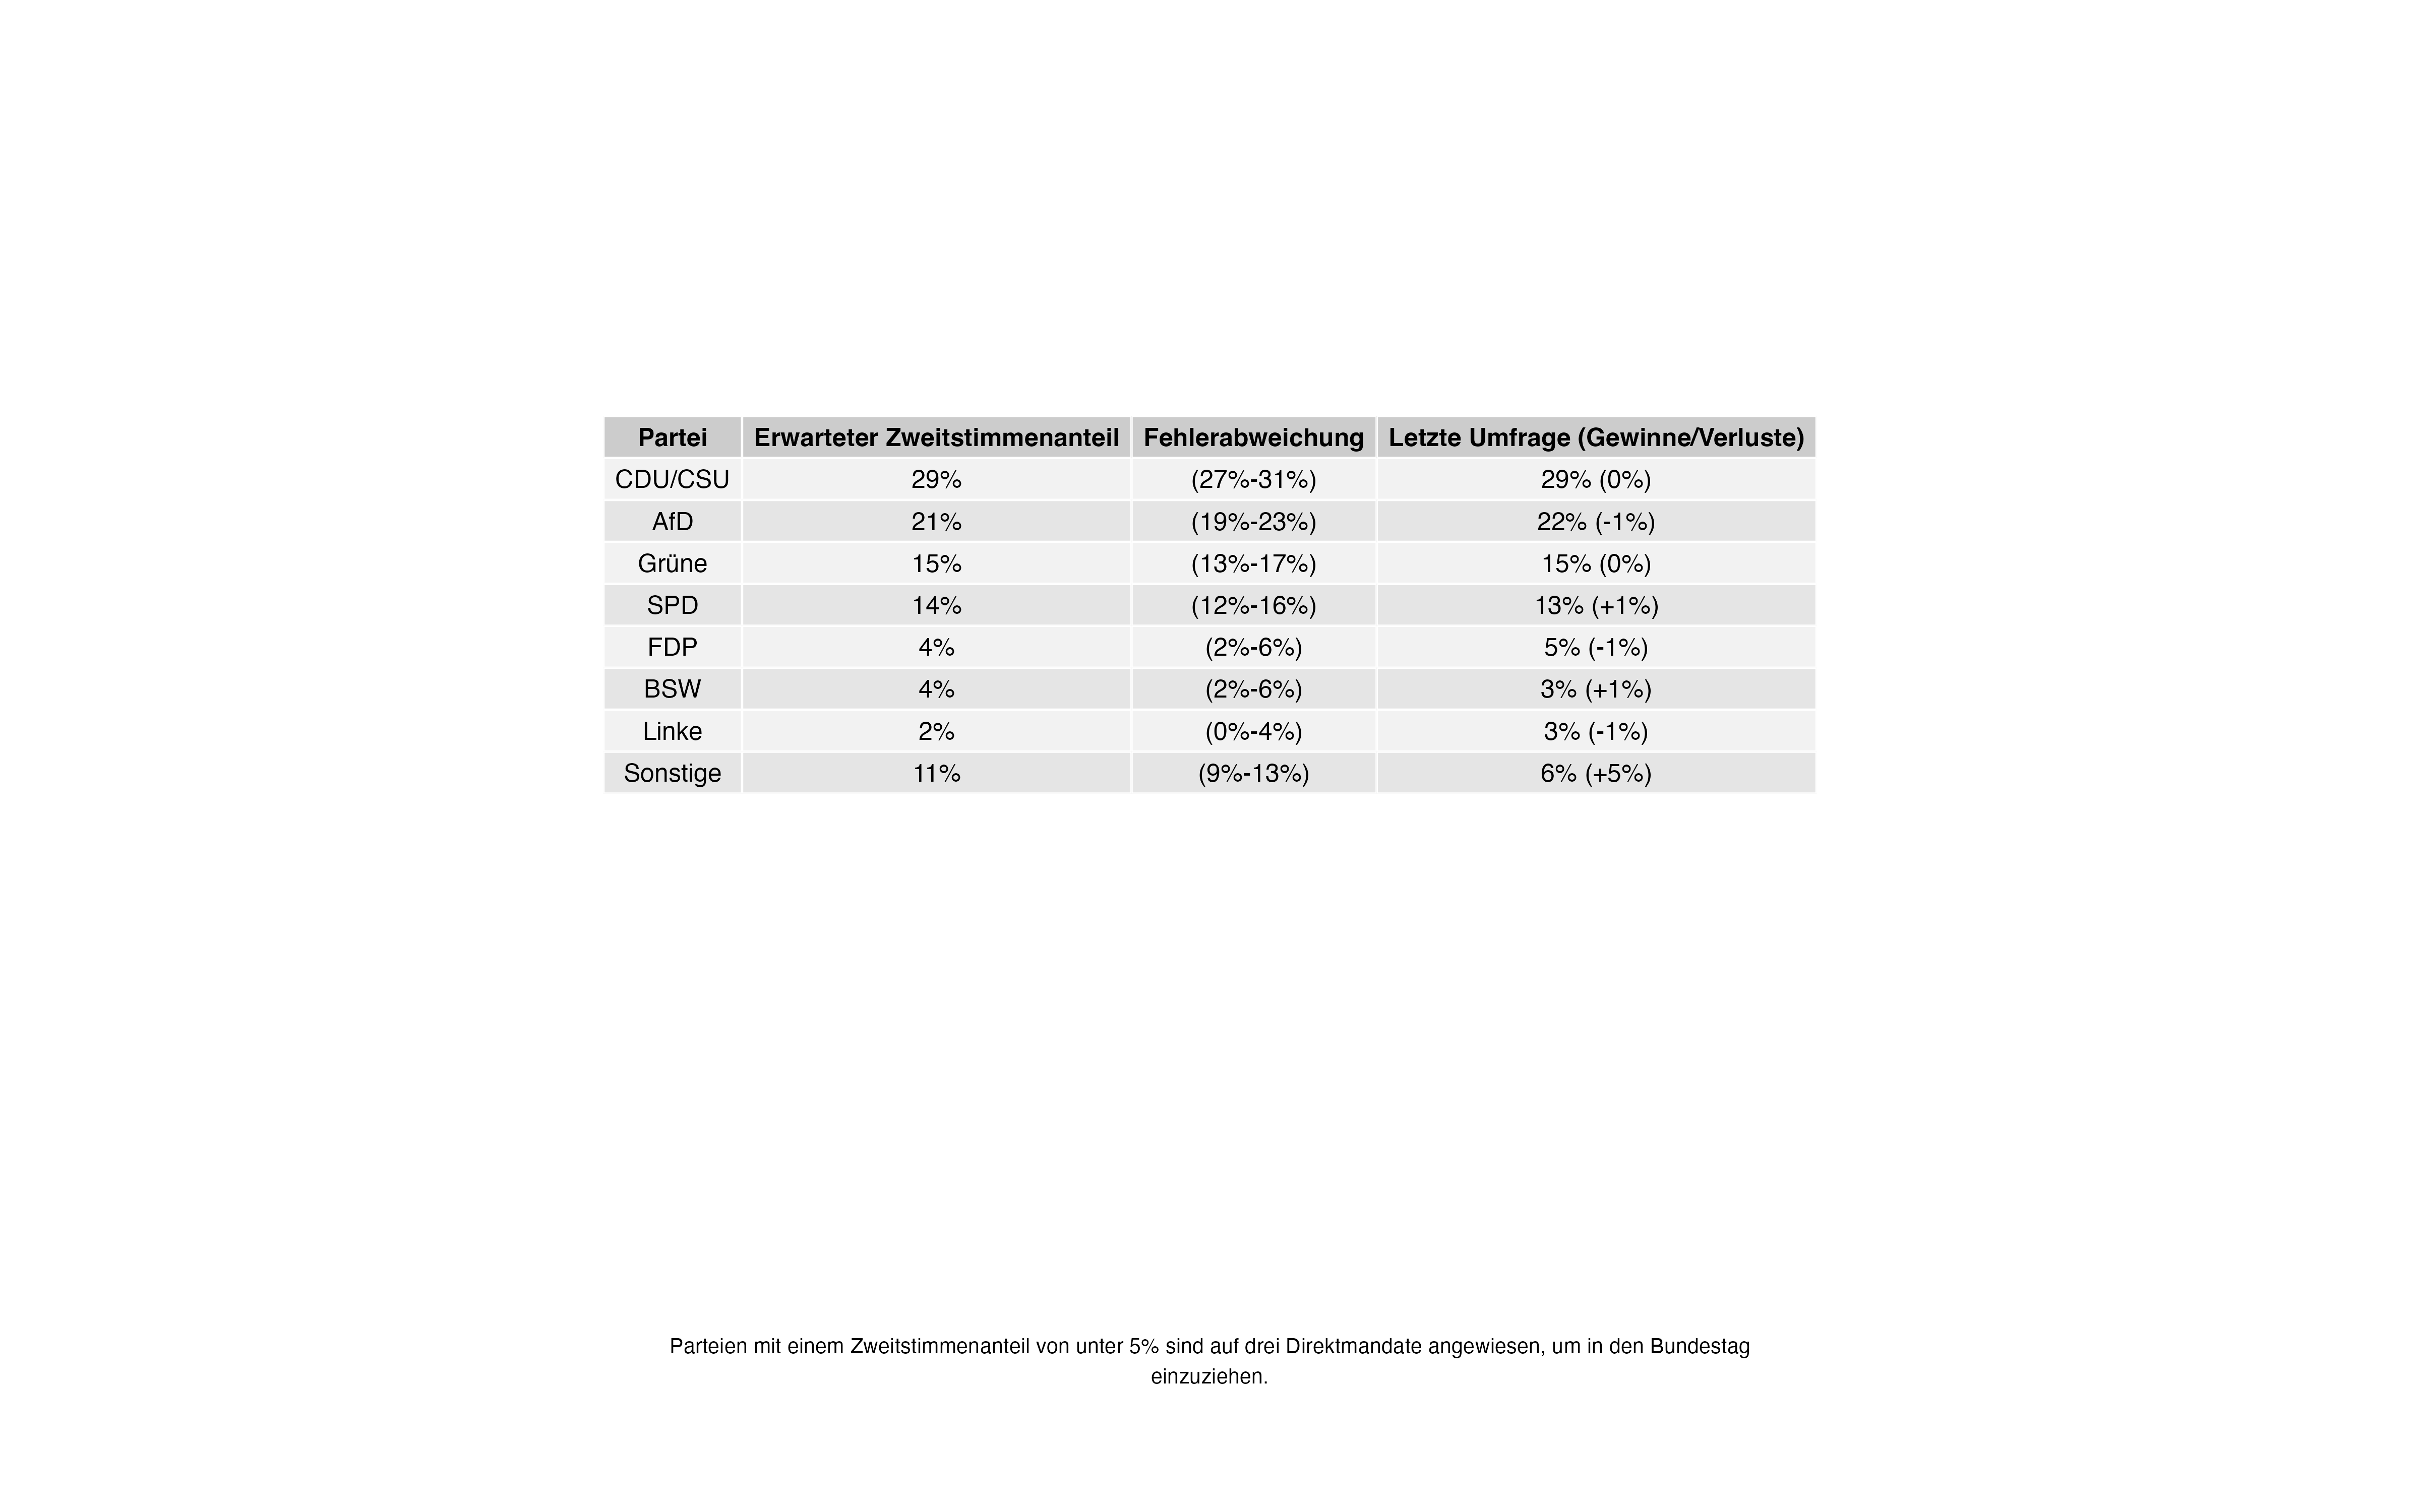 Partei Erwarteter Zweitstimmenanteil Fehlerabweichung Letzte Umfrage (Gewinne/Verluste)
CDU/CSU 29% (27%-31%) 29% (0%)
AfD 21% (19%-23%) 22% (-1%)
Grüne 15% (13%-17%) 15% (0%)
SPD 14% (12%-16%) 13% (+1%)
FDP 4% (2%-6%) 5% (-1%)
BSW 4% (2%-6%) 3% (+1%)
Linke 2% (0%-4%) 3% (-1%)
Sonstige 11% (9%-13%) 6% (+5%)
Parteien mit einem Zweitstimmenanteil von unter 5% sind auf drei Direktmandate angewiesen, um in den Bundestag
einzuziehen.